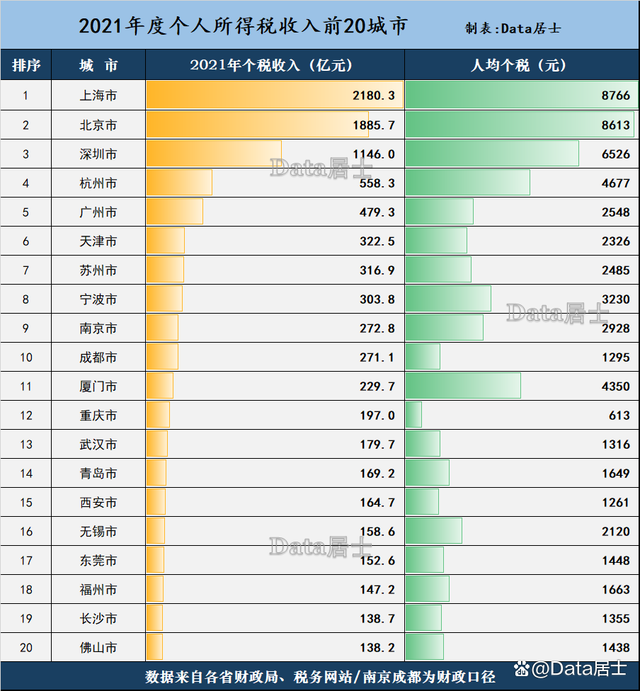 2021年度个人所得税收入前20城市 制表:Data居士
排序 城 市 2021年个税收入（亿元） 人均个税（元）
1 上海市 2180.3 8766
2 北京市 1885.7 8613
3 深圳市 1146.0 6526
Data居士
4 杭州市 558.3 4677
5 广州市 479.3 2548
6 天津市 322.5 2326
7 苏州市 316.9 2485
8 宁波市 303.8 3230
Data居士
9 南京市 272.8 2928
10 成都市 271.1 1295
11 厦门市 229.7 4350
12 重庆市 197.0 613
13 武汉市 179.7 1316
14 青岛市 169.2 1649
15 西安市 164.7 1261
16 无锡市 158.6 2120
Data居士
17 东莞市 152.6 1448
18 福州市 147.2 1663
19 长沙市 138.7 1355
20 佛山市 138.2 1438
数据来自各省财政局、税务网站/南京成都为财政口径
@Data居士